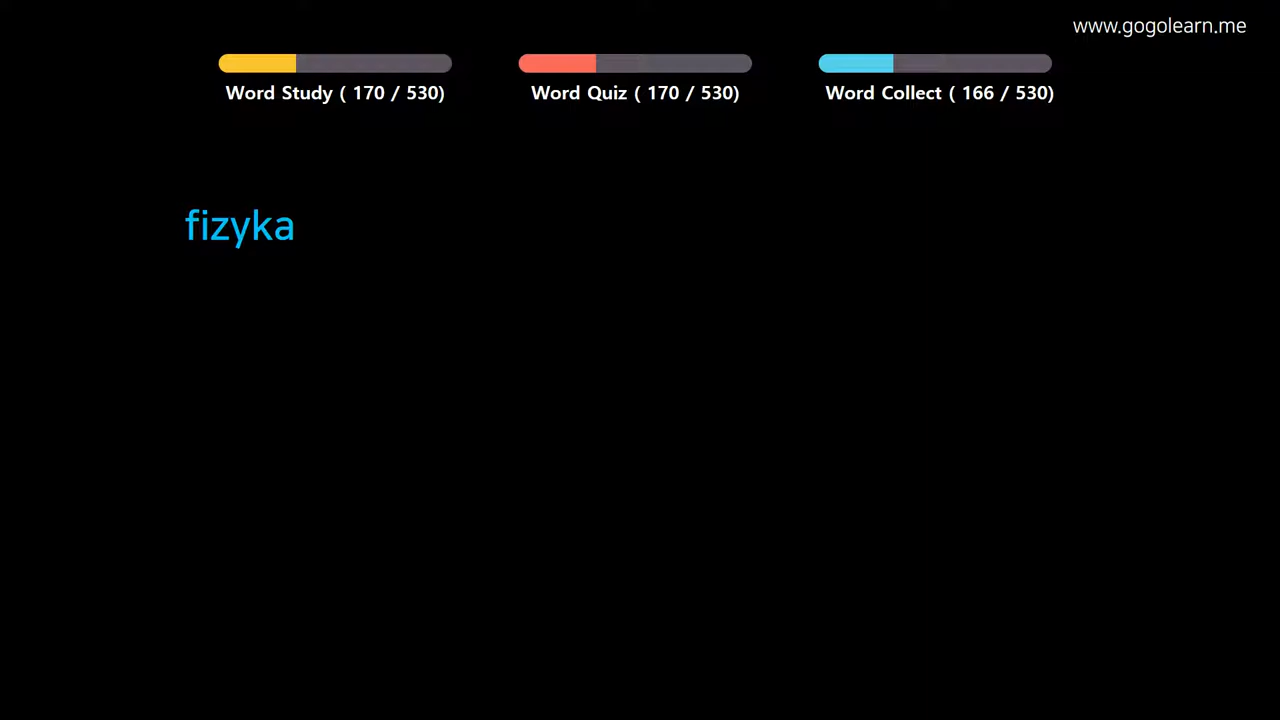 www.gogolearn.me
Word Study ( 170 / 530)
Word Quiz ( 170 / 530)
Word Collect ( 166 / 530)
fizyka